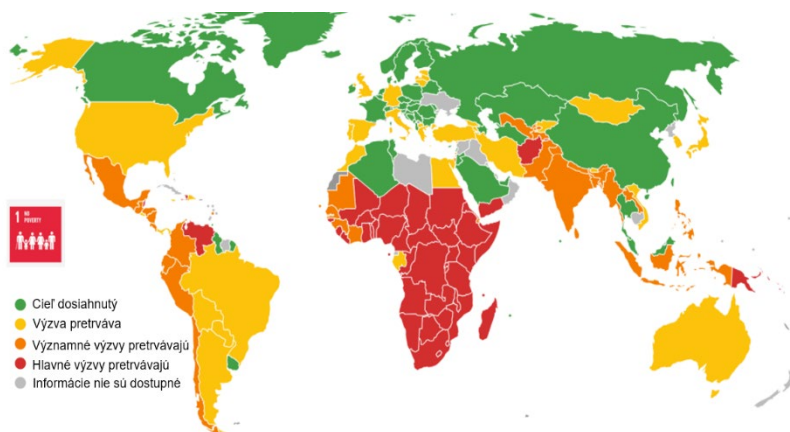 1 NO
POVERTY
Cieľ dosiahnutý
Výzva pretrváva
Významné výzvy pretrvávajú
Hlavné výzvy pretrvávajú
Informácie nie sú dostupné